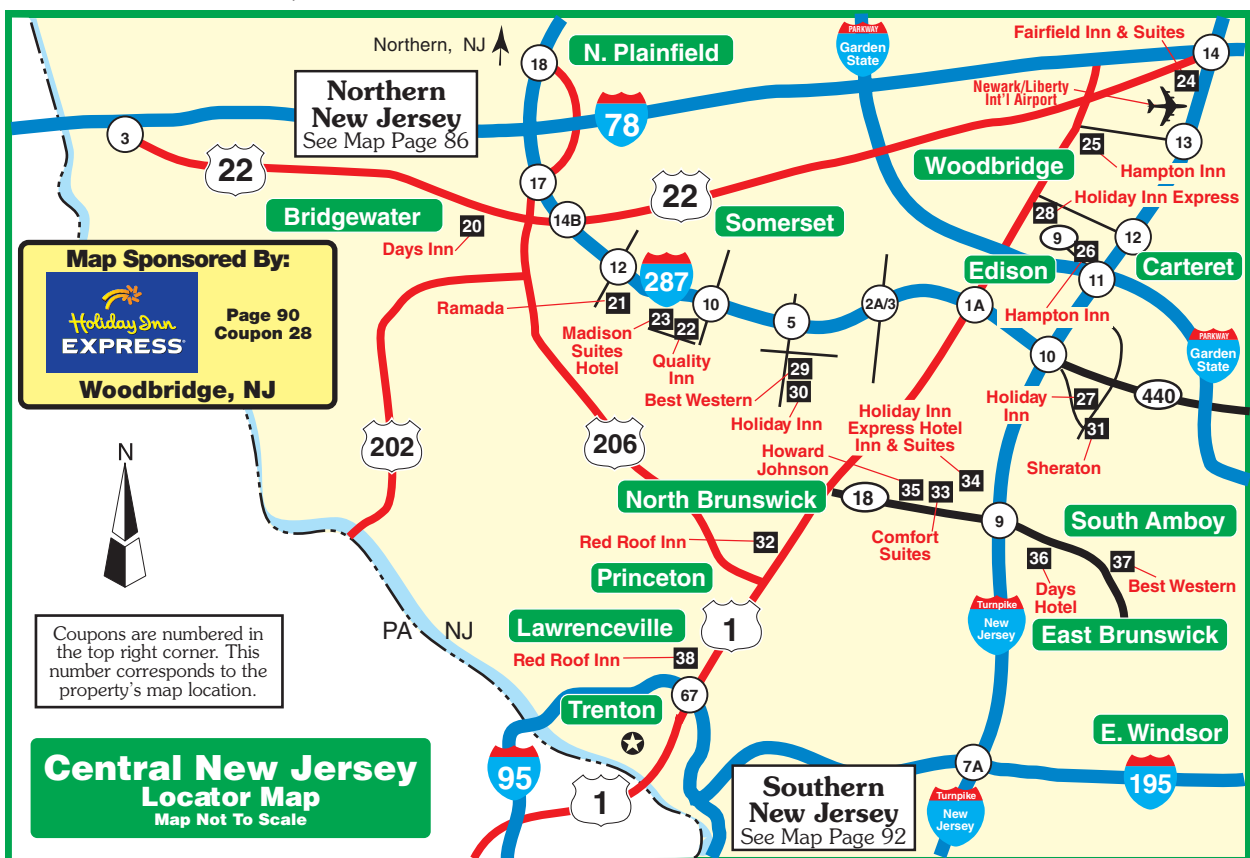 Northern, NJ
18
N. Plainfield
PARKWAY
Garden
State
Fairfield Inn & Suites
14
24
Northern
New Jersey
See Map Page 86
78
Newark/Liberty
Int'l Airport
3
22
13
25
Hampton Inn
Woodbridge
17
22
Holiday Inn Express
28
Bridgewater
14B
Somerset
20
Days Inn
9
26
12
Map Sponsored By:
Holiday Inn
EXPRESS
Page 90
Coupon 28
Woodbridge, NJ
12
287
Edison
11
Carteret
Ramada
21
10
2A/3
1A
Hampton Inn
23
22
5
Madison
Suites
Hotel
Quality
Inn
10
PARKWAY
Garden
State
29
Best Western
30
Holiday Inn
Holiday
Inn
27
440
31
Sheraton
N
202
206
Holiday Inn
Express Hotel
Inn & Suites
34
Howard
Johnson
35
33
North Brunswick
18
9
South Amboy
Comfort
Suites
Red Roof Inn
32
36
Days
Hotel
37
Best Western
Princeton
Coupons are numbered in
the top right corner. This
number corresponds to the
property's map location.
PA
NJ
Lawrenceville
1
Turnpike
New
Jersey
East Brunswick
Red Roof Inn
38
67
Trenton
E. Windsor
Central New Jersey
Locator Map
Map Not To Scale
95
1
Southern
New Jersey
See Map Page 92
7A
195
Turnpike
New
Jersey